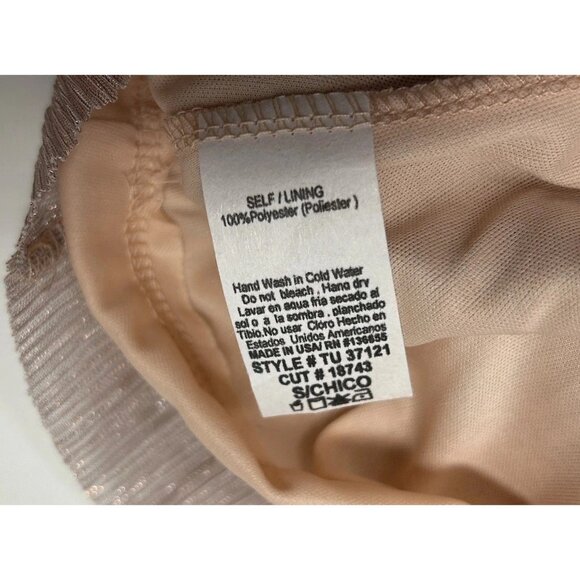 SELF / LINING
100%Polyester (Poliester )
Hand Wash in Cold Water
Do not bleach . Hang dry
Lavar en agua fria secado al
sol o a la sombra . planchado
Tibio.No usar Cloro Hecho en
Estados Unidos Americanos
MADE IN USA/ RN #136655
STYLE # TU 37121
CUT # 18743
S/CHICO